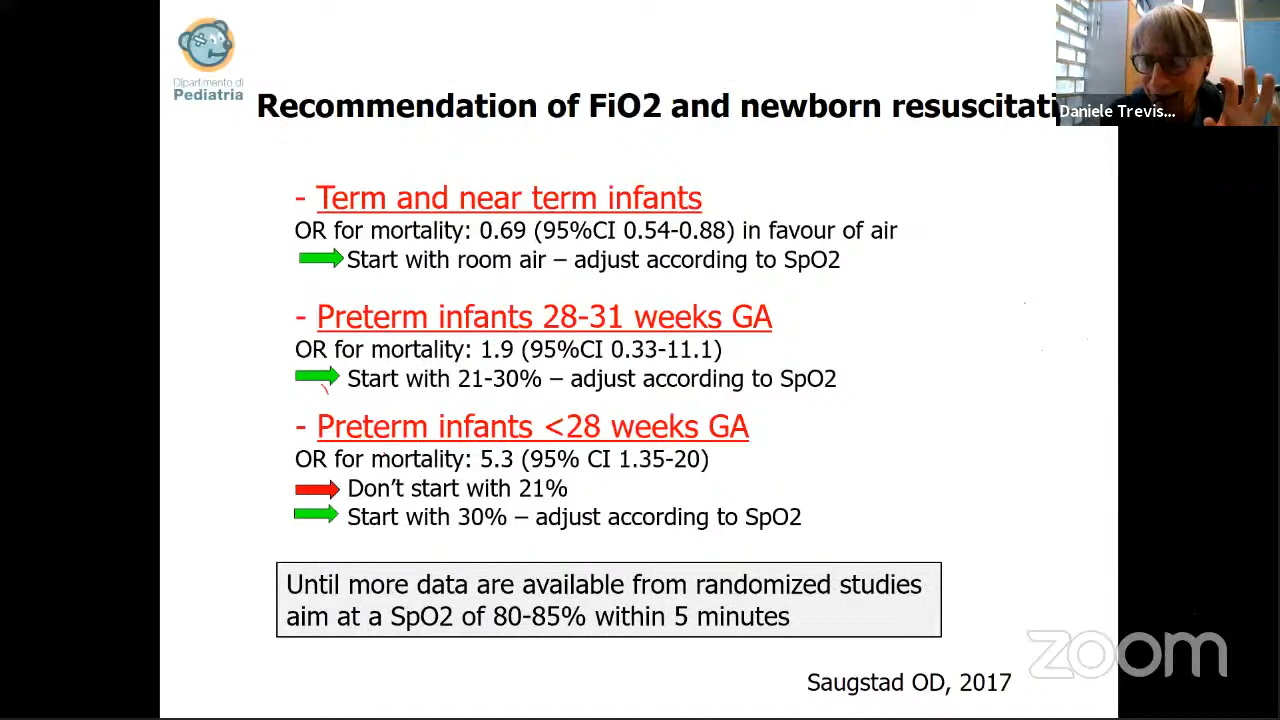 Dipartimento di
Pediatria
Recommendation of FiO2 and newborn resuscitati
Daniele Trevis...
- Term and near term infants
OR for mortality: 0.69 (95%CI 0.54-0.88) in favour of air
Start with room air – adjust according to SpO2
- Preterm infants 28-31 weeks GA
OR for mortality: 1.9 (95%CI 0.33-11.1)
Start with 21-30% – adjust according to SpO2
- Preterm infants <28 weeks GA
OR for mortality: 5.3 (95% CI 1.35-20)
Don't start with 21%
Start with 30% – adjust according to SpO2
Until more data are available from randomized studies
aim at a SpO2 of 80-85% within 5 minutes
zoom
Saugstad OD, 2017